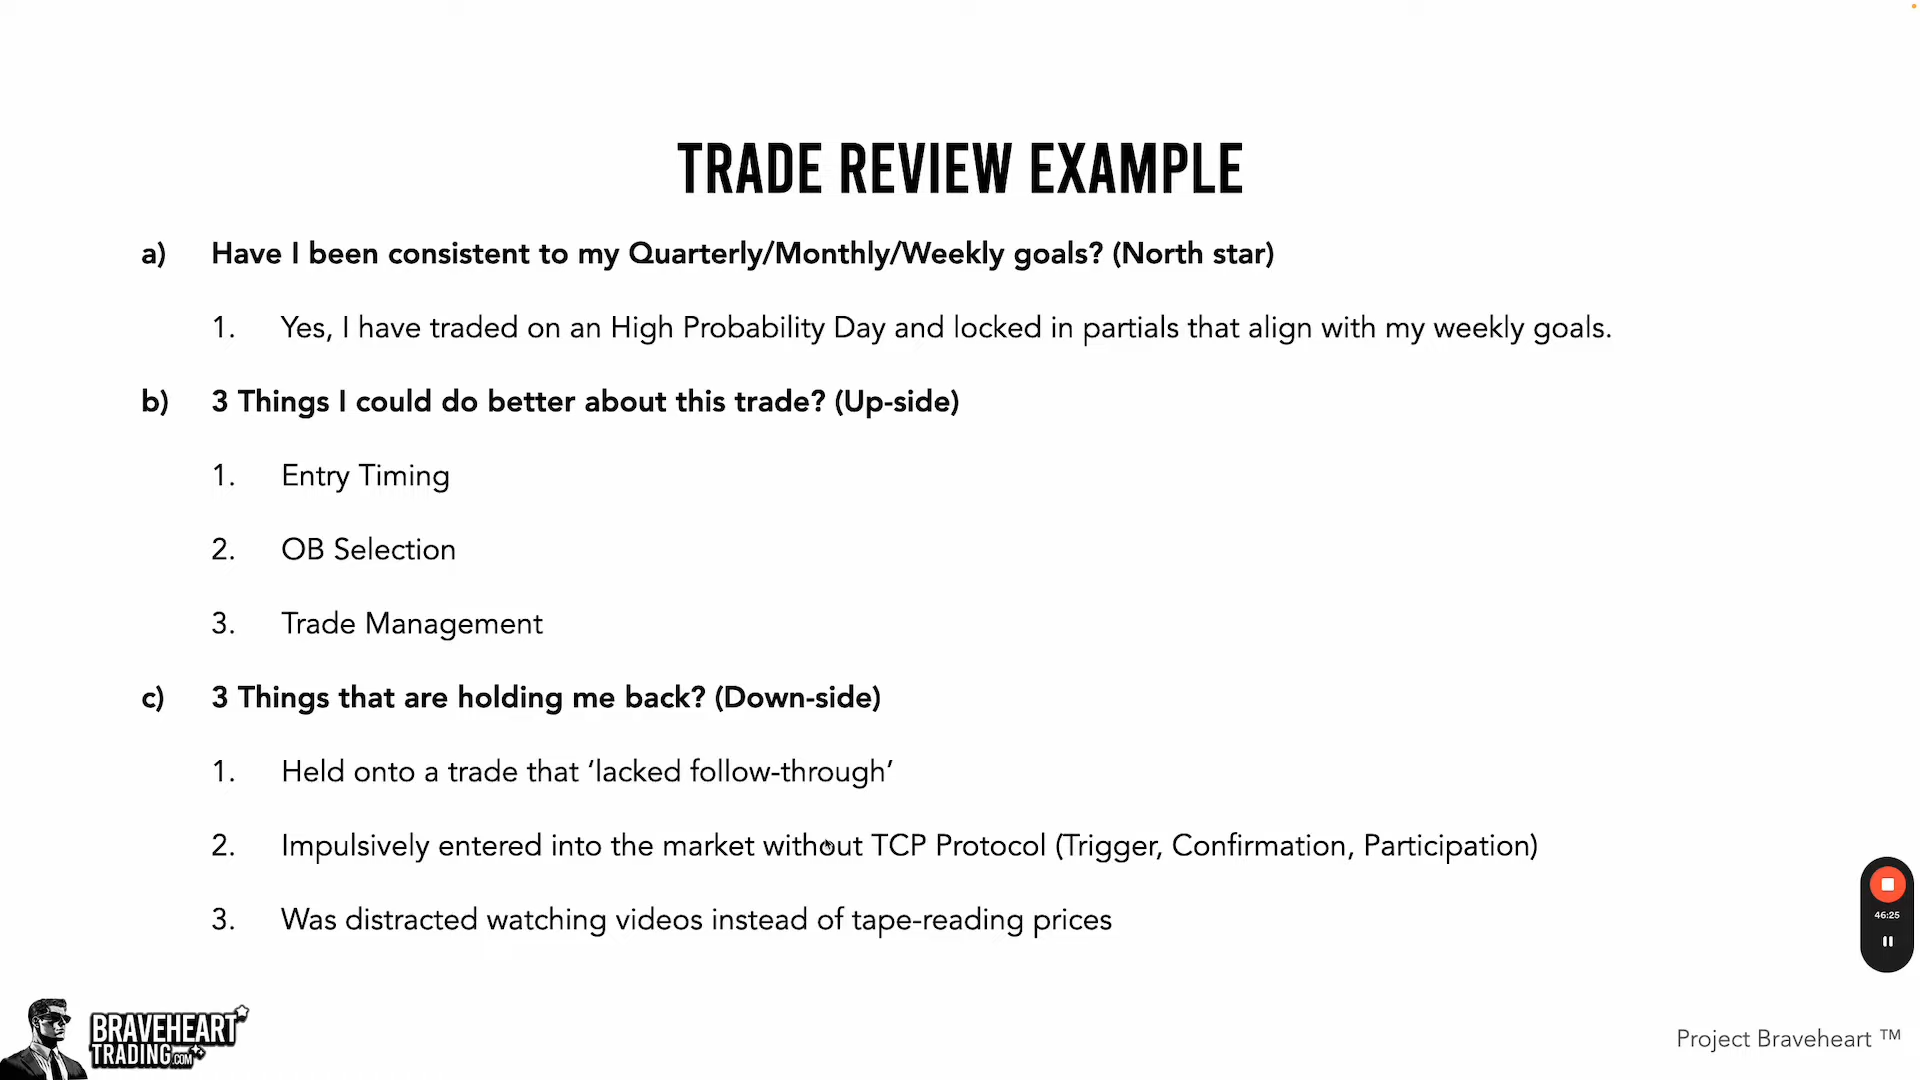 TRADE REVIEW EXAMPLE
a) Have I been consistent to my Quarterly/Monthly/Weekly goals? (North star)
1. Yes, I have traded on an High Probability Day and locked in partials that align with my weekly goals.
b) 3 Things I could do better about this trade? (Up-side)
1. Entry Timing
2. OB Selection
3. Trade Management
c) 3 Things that are holding me back? (Down-side)
1. Held onto a trade that ‘lacked follow-through’
2. Impulsively entered into the market without TCP Protocol (Trigger, Confirmation, Participation)
3. Was distracted watching videos instead of tape-reading prices
46:25
BRAVEHEART
TRADING.COM
Project Braveheart ™